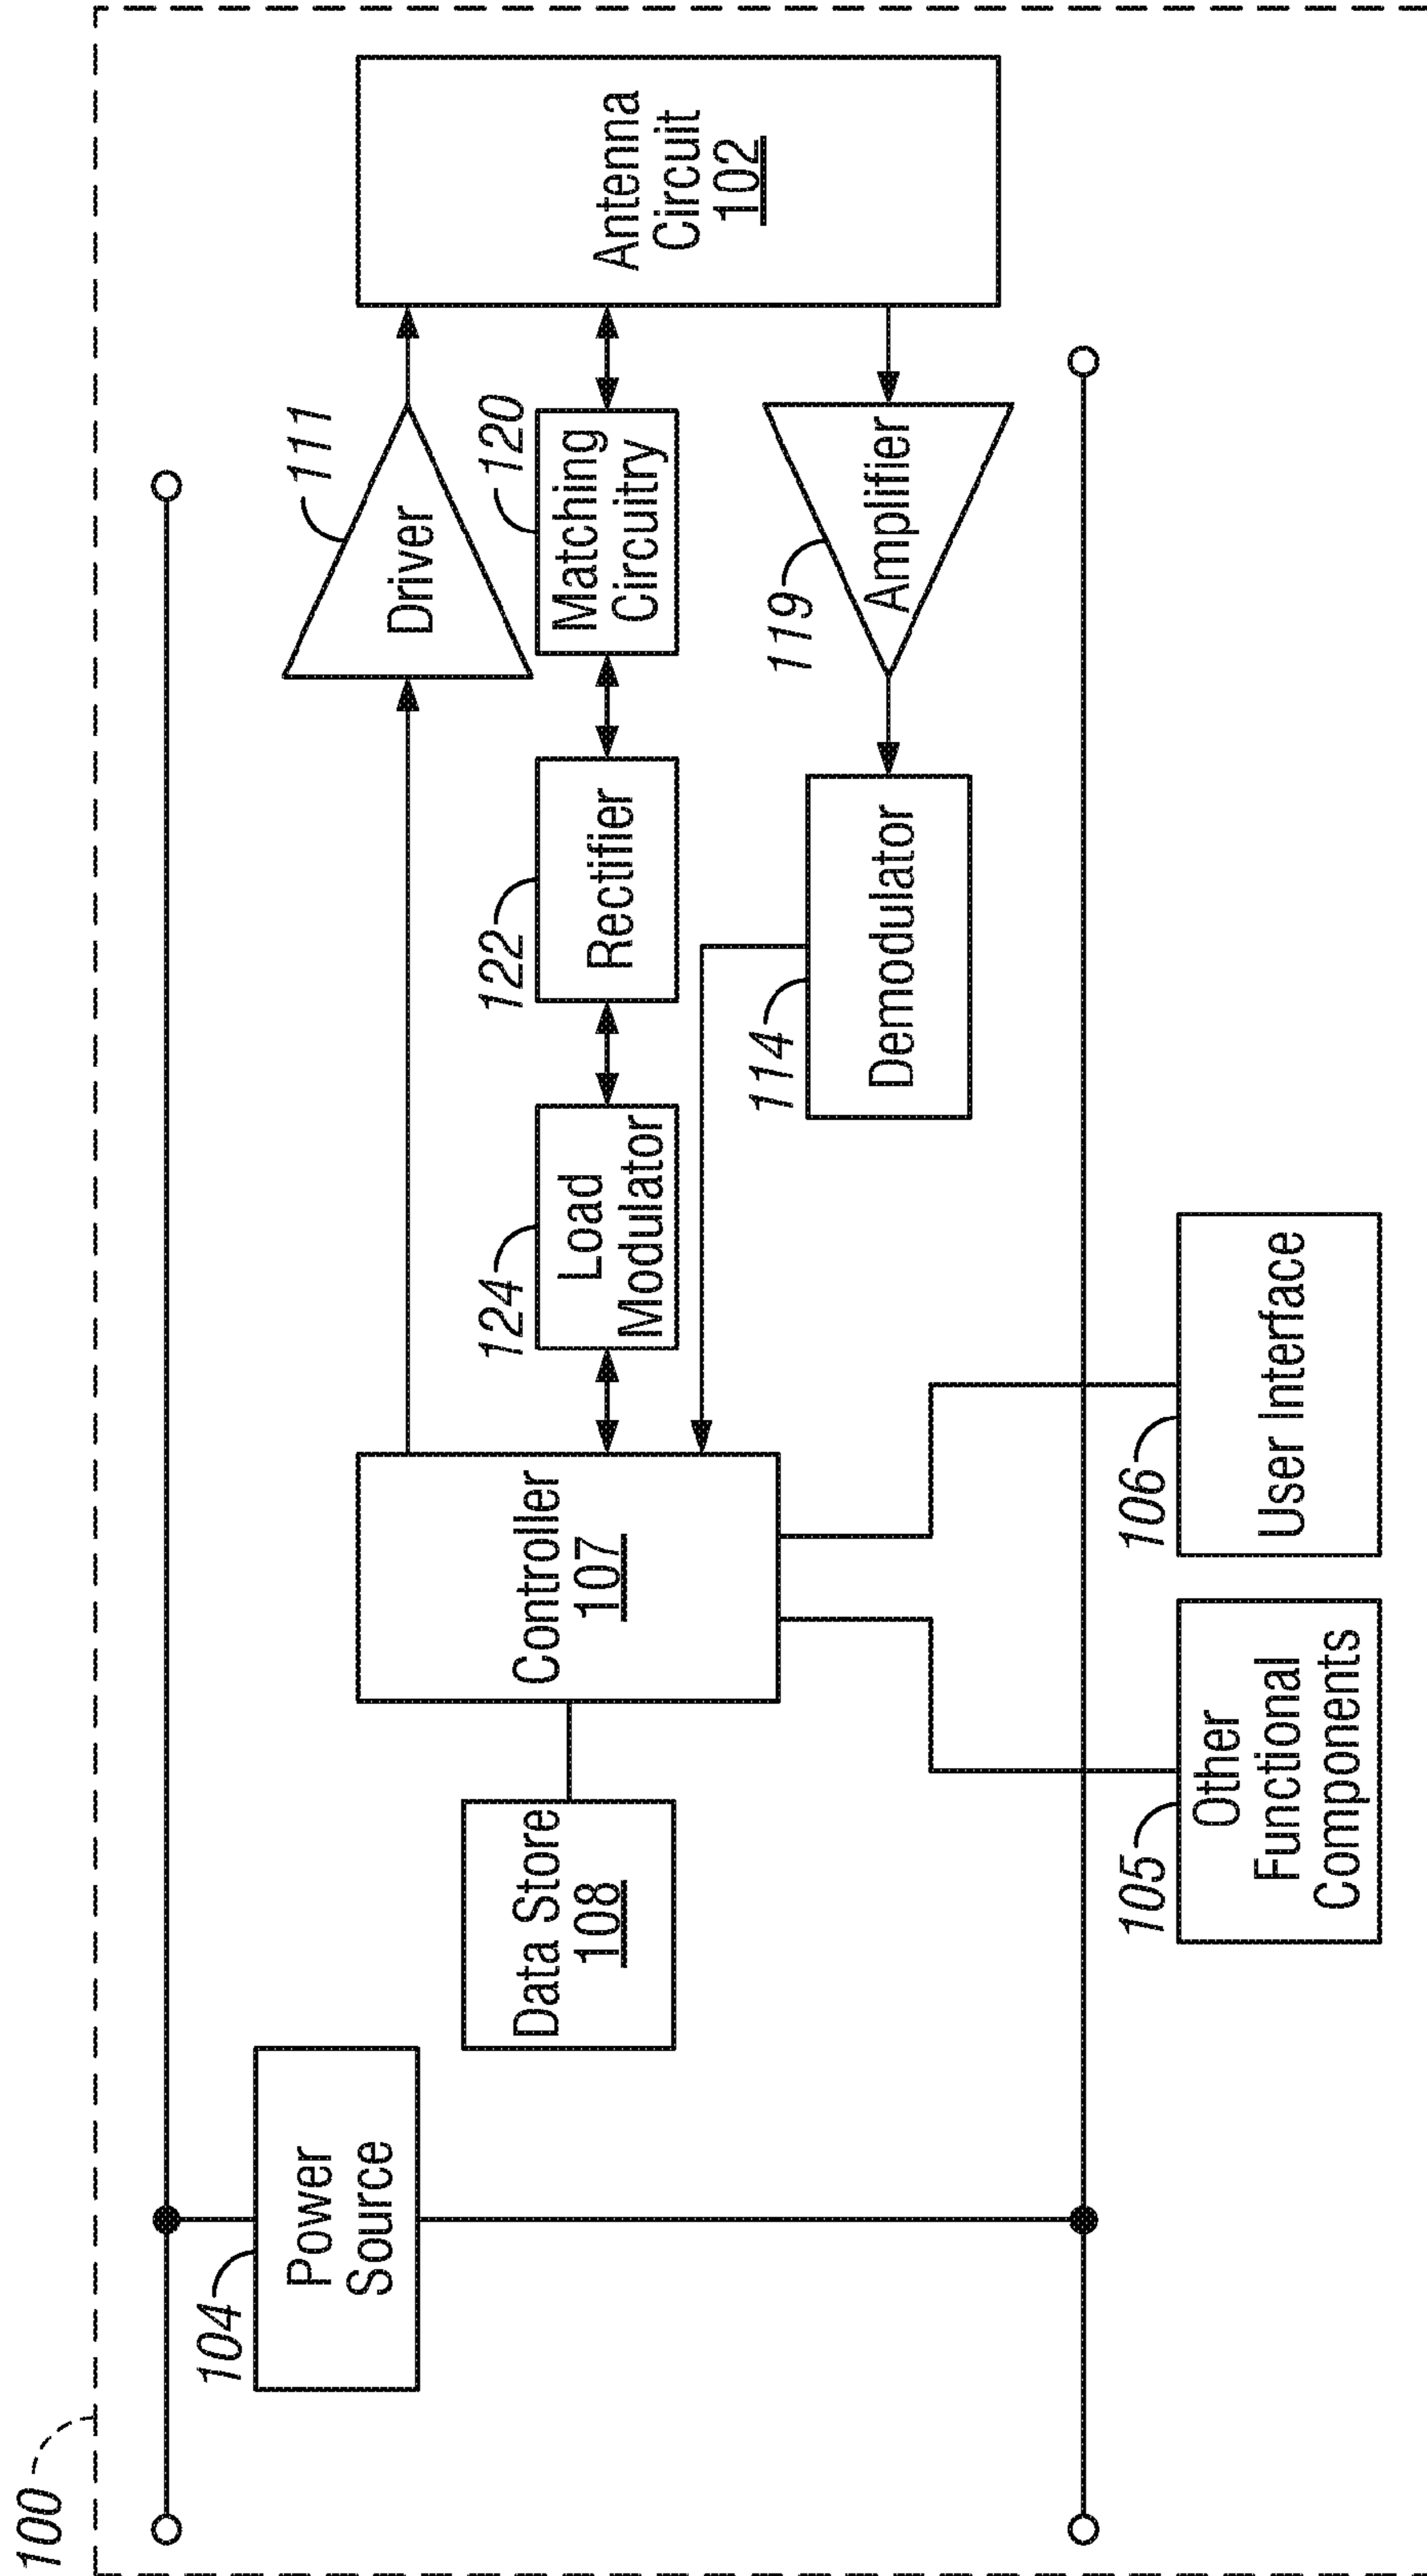 100
104
Power
Source
Data Store
108
Controller
107
111
Driver
124
Load
Modulator
122
Rectifier
120
Matching
Circuitry
Antenna
Circuit
102
114
Demodulator
119
Amplifier
105
Other
Functional
Components
106
User Interface